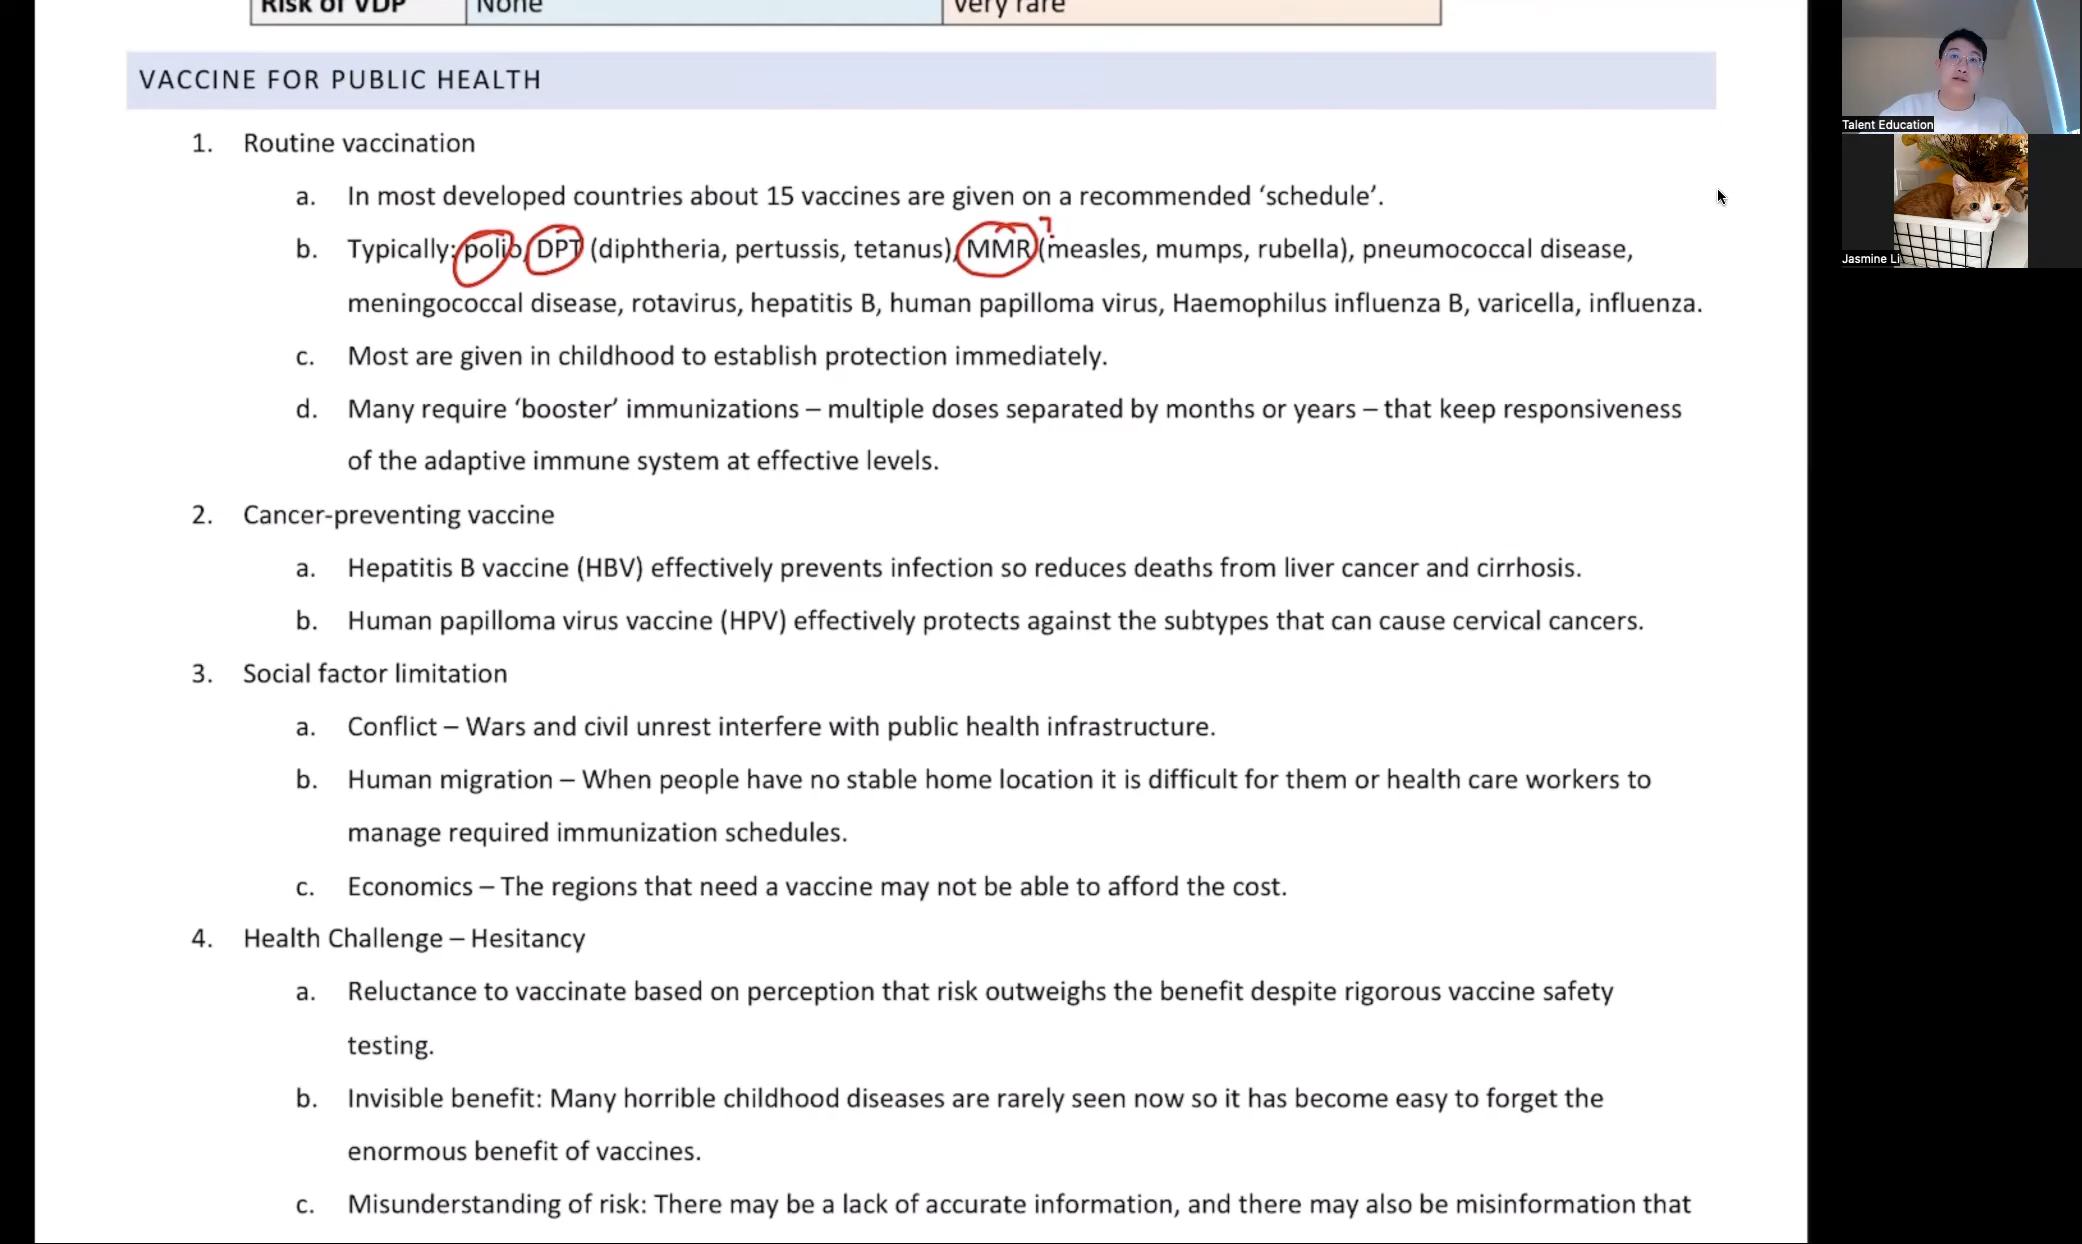 Risk of VDP None Very rare
VACCINE FOR PUBLIC HEALTH
1. Routine vaccination
a. In most developed countries about 15 vaccines are given on a recommended ‘schedule’.
b. Typically: polio, DPT (diphtheria, pertussis, tetanus), MMR (measles, mumps, rubella), pneumococcal disease,
meningococcal disease, rotavirus, hepatitis B, human papilloma virus, Haemophilus influenza B, varicella, influenza.
c. Most are given in childhood to establish protection immediately.
d. Many require ‘booster’ immunizations – multiple doses separated by months or years – that keep responsiveness
of the adaptive immune system at effective levels.
2. Cancer-preventing vaccine
a. Hepatitis B vaccine (HBV) effectively prevents infection so reduces deaths from liver cancer and cirrhosis.
b. Human papilloma virus vaccine (HPV) effectively protects against the subtypes that can cause cervical cancers.
3. Social factor limitation
a. Conflict – Wars and civil unrest interfere with public health infrastructure.
b. Human migration – When people have no stable home location it is difficult for them or health care workers to
manage required immunization schedules.
c. Economics – The regions that need a vaccine may not be able to afford the cost.
4. Health Challenge – Hesitancy
a. Reluctance to vaccinate based on perception that risk outweighs the benefit despite rigorous vaccine safety
testing.
b. Invisible benefit: Many horrible childhood diseases are rarely seen now so it has become easy to forget the
enormous benefit of vaccines.
c. Misunderstanding of risk: There may be a lack of accurate information, and there may also be misinformation that
Talent Education
Jasmine Li